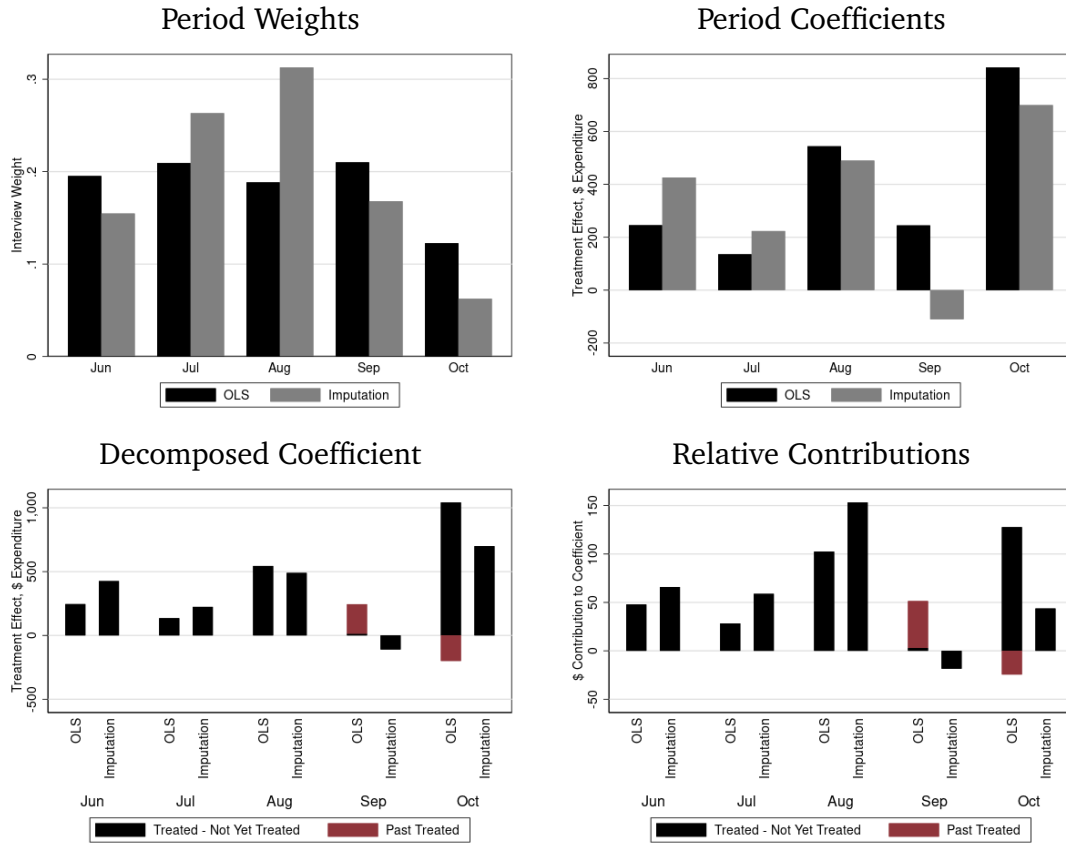 Period Weights
Interview Weight
0 .1 .2 .3
Jun Jul Aug Sep Oct
OLS Imputation
Period Coefficients
Treatment Effect, $ Expenditure
-200 0 200 400 600 800
Jun Jul Aug Sep Oct
OLS Imputation
Decomposed Coefficient
Treatment Effect, $ Expenditure
-500 0 500 1,000
OLS Imputation OLS Imputation OLS Imputation OLS Imputation OLS Imputation
Jun Jul Aug Sep Oct
Treated - Not Yet Treated Past Treated
Relative Contributions
$ Contribution to Coefficient
-50 0 50 100 150
OLS Imputation OLS Imputation OLS Imputation OLS Imputation OLS Imputation
Jun Jul Aug Sep Oct
Treated - Not Yet Treated Past Treated